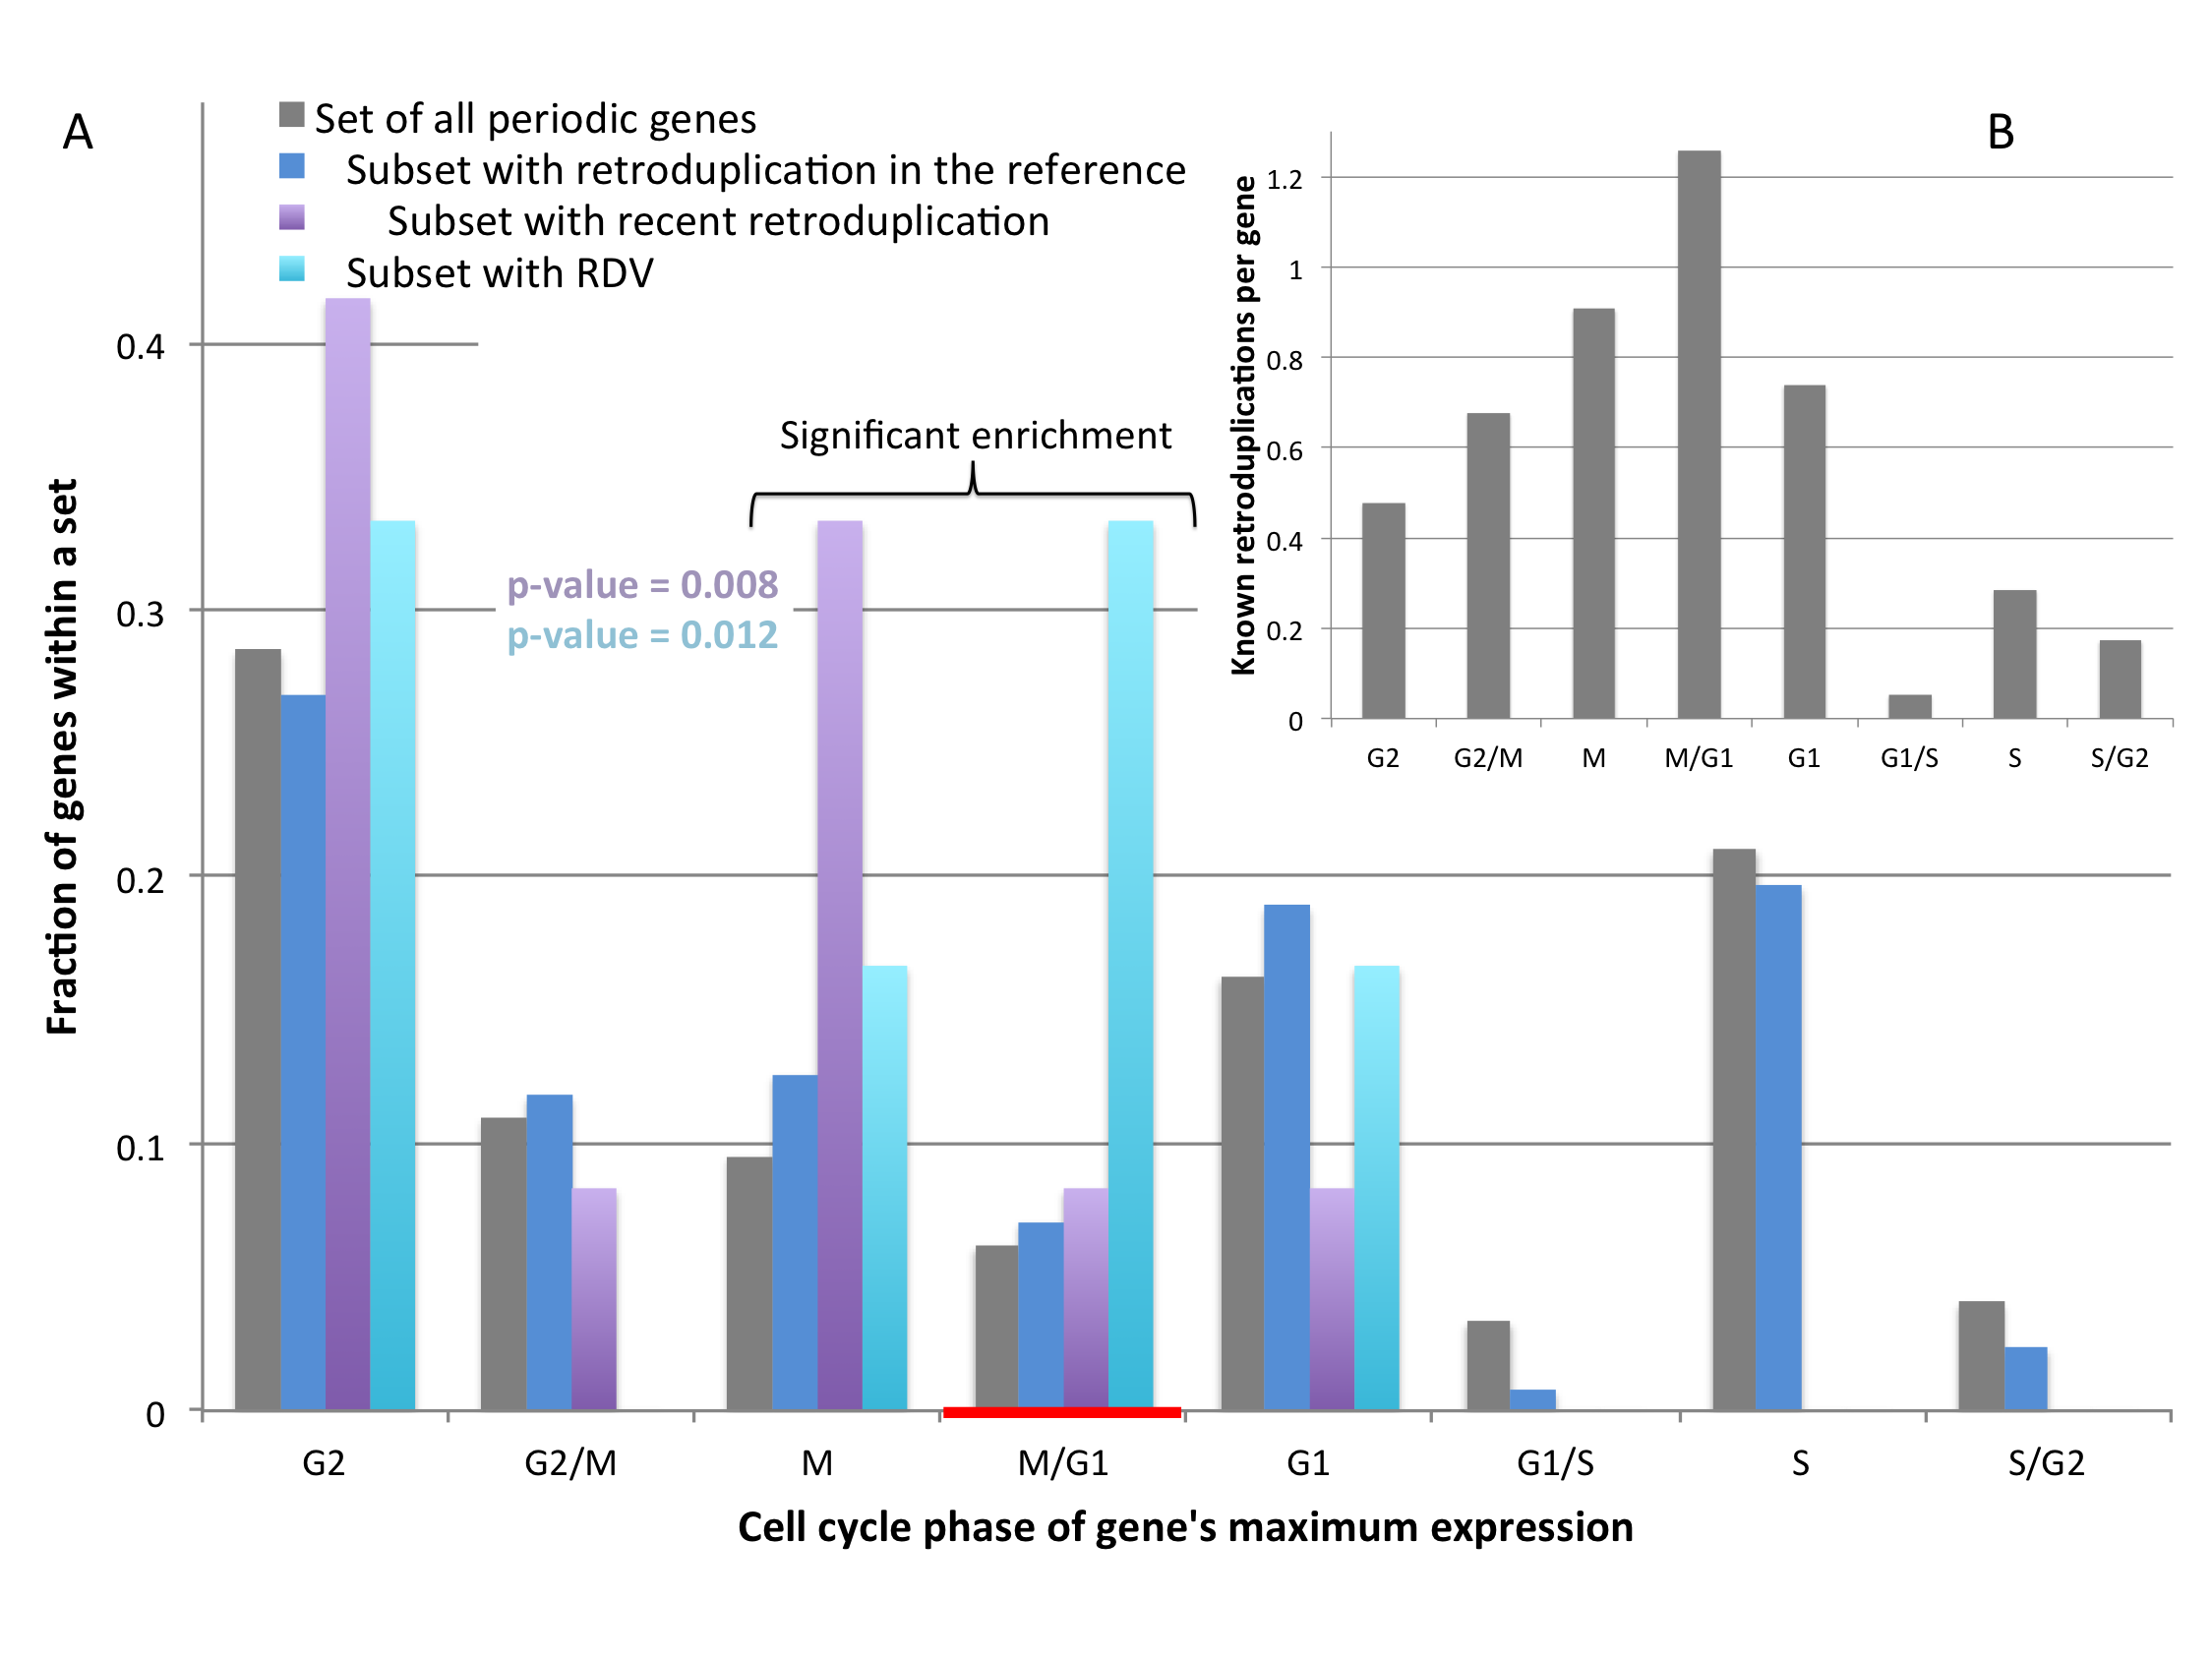 A
Set of all periodic genes
Subset with retroduplication in the reference
Subset with recent retroduplication
Subset with RDV
Fraction of genes within a set
0.4
0.3
0.2
0.1
0
Significant enrichment
p-value = 0.008
p-value = 0.012
G2 G2/M M M/G1 G1 G1/S S S/G2
Cell cycle phase of gene's maximum expression
B
Known retroduplications per gene
1.2
1
0.8
0.6
0.4
0.2
0
G2 G2/M M M/G1 G1 G1/S S S/G2